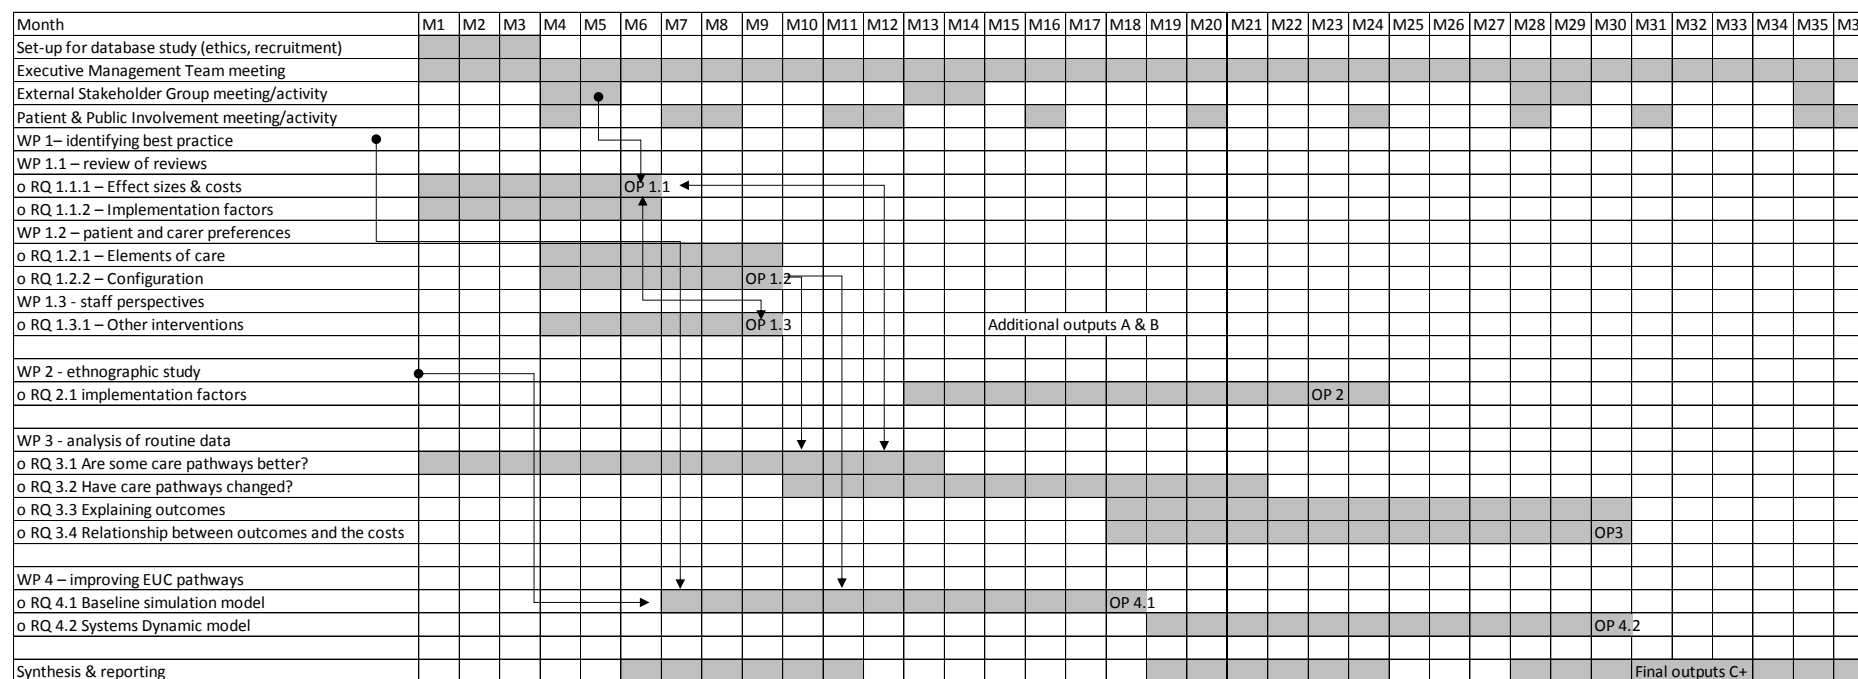 Month M1 M2 M3 M4 M5 M6 M7 M8 M9 M10 M11 M12 M13 M14 M15 M16 M17 M18 M19 M20 M21 M22 M23 M24 M25 M26 M27 M28 M29 M30 M31 M32 M33 M34 M35
Set-up for database study (ethics, recruitment)
Executive Management Team meeting
External Stakeholder Group meeting/activity
Patient & Public Involvement meeting/activity
WP 1– identifying best practice
WP 1.1 – review of reviews
o RQ 1.1.1 – Effect sizes & costs OP 1.1
o RQ 1.1.2 – Implementation factors
WP 1.2 – patient and carer preferences
o RQ 1.2.1 – Elements of care
o RQ 1.2.2 – Configuration OP 1.2
WP 1.3 - staff perspectives
o RQ 1.3.1 – Other interventions OP 1.3 Additional outputs A & B
WP 2 - ethnographic study
o RQ 2.1 implementation factors OP 2
WP 3 - analysis of routine data
o RQ 3.1 Are some care pathways better?
o RQ 3.2 Have care pathways changed?
o RQ 3.3 Explaining outcomes
o RQ 3.4 Relationship between outcomes and the costs OP3
WP 4 – improving EUC pathways
o RQ 4.1 Baseline simulation model OP 4.1
o RQ 4.2 Systems Dynamic model OP 4.2
Synthesis & reporting Final outputs C+